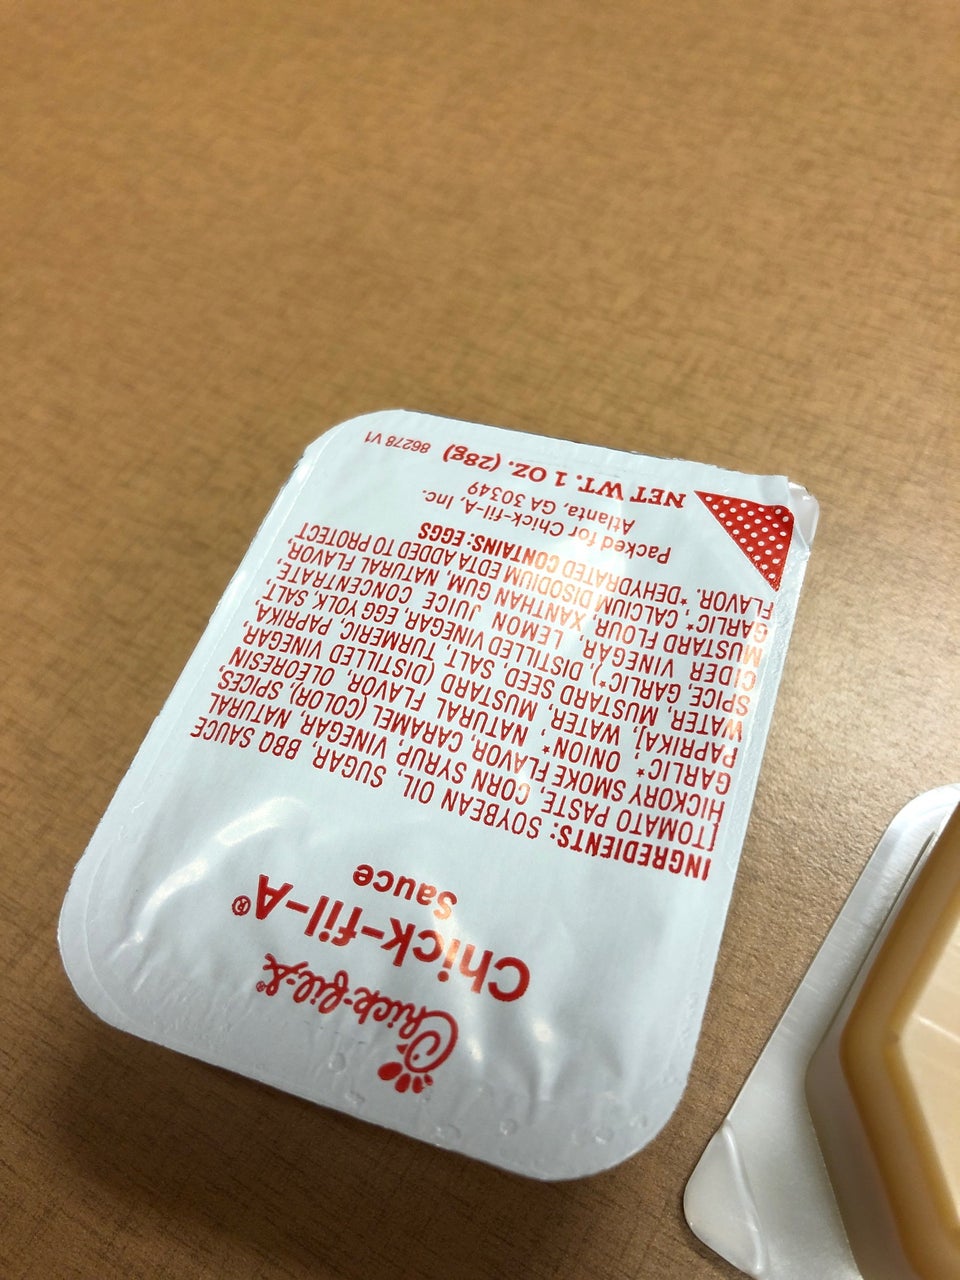 Chick-fil-A®
Chick-fil-A®
Sauce
INGREDIENTS: SOYBEAN OIL, SUGAR, BBQ SAUCE
[TOMATO PASTE, CORN SYRUP, VINEGAR, NATURAL
HICKORY SMOKE FLAVOR, CARAMEL (COLOR), SPICES,
GARLIC*, ONION*, NATURAL FLAVOR, OLEORESIN
PAPRIKA], WATER, MUSTARD (DISTILLED VINEGAR,
WATER, MUSTARD SEED, SALT, TURMERIC, PAPRIKA,
SPICE, GARLIC*), DISTILLED VINEGAR, EGG YOLK, SALT,
CIDER VINEGAR, LEMON JUICE CONCENTRATE,
MUSTARD FLOUR, XANTHAN GUM, NATURAL FLAVOR,
GARLIC*, CALCIUM DISODIUM EDTA ADDED TO PROTECT
FLAVOR. *DEHYDRATED CONTAINS: EGGS
Packed for Chick-fil-A, Inc.
Atlanta, GA 30349
NET WT. 1 OZ. (28g) 86278 V1